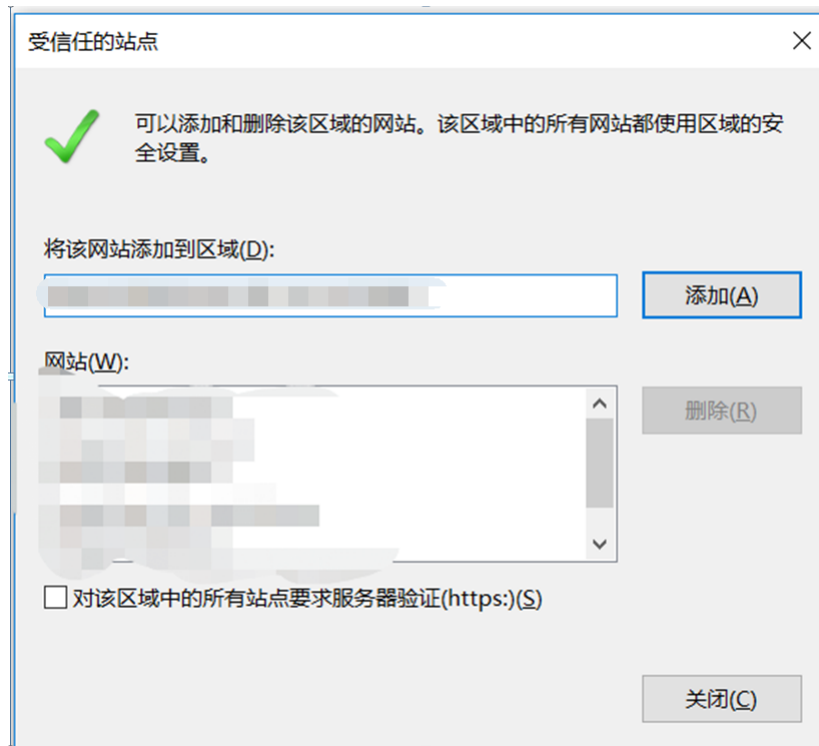 受信任的站点
可以添加和删除该区域的网站。该区域中的所有网站都使用区域的安
全设置。
将该网站添加到区域(D):
添加(A)
网站(W):
删除(R)
对该区域中的所有站点要求服务器验证(https:)(S)
关闭(C)